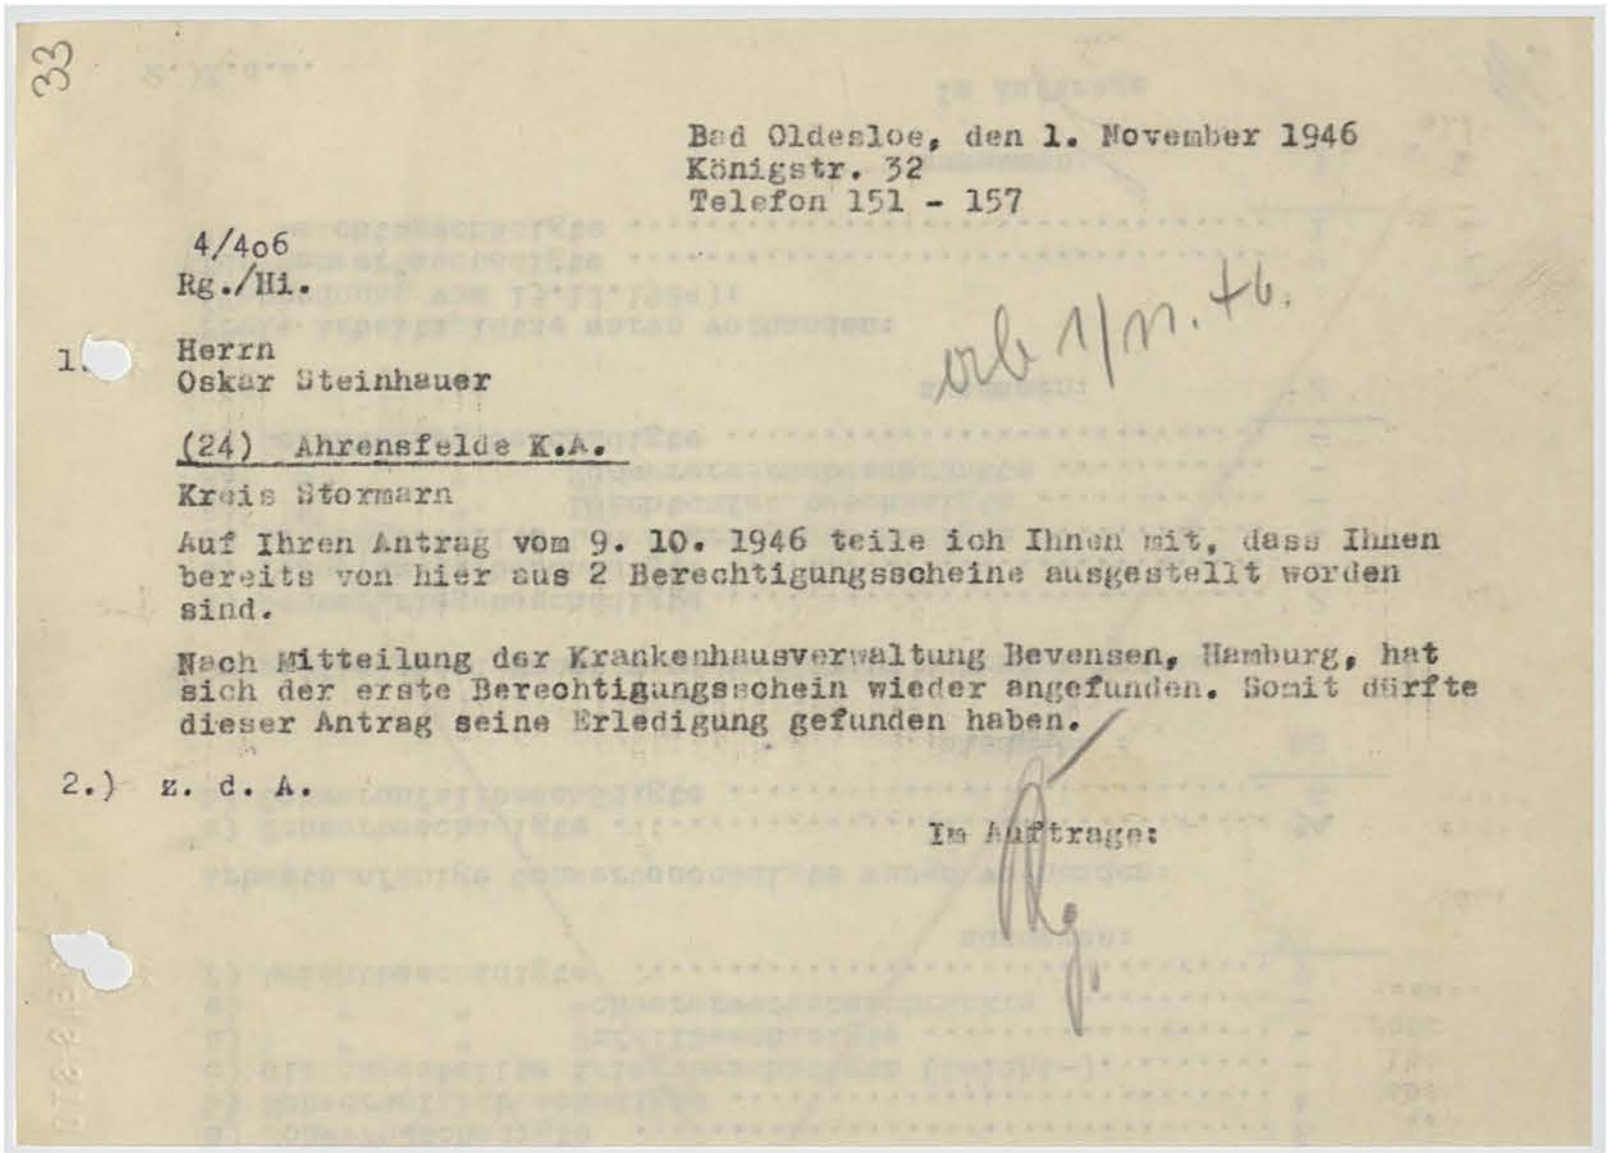 33
Bad Oldesloe, den 1. November 1946
Königstr. 32
Telefon 151 - 157
4/4o6
Rg./Hi.
1.
Herrn
Oskar Steinhauer
(24) Ahrensfelde K.A.
Kreis Stormarn
Auf Ihren Antrag vom 9. 10. 1946 teile ich Ihnen mit, dass Ihnen
bereits von hier aus 2 Berechtigungsscheine ausgestellt worden
sind.
Nach Mitteilung der Krankenhausverwaltung Bevensen, Hamburg, hat
sich der erste Berechtigungsschein wieder angefunden. Somit dürfte
dieser Antrag seine Erledigung gefunden haben.
2.) z. d. A.
Im Auftrage:
Rg.